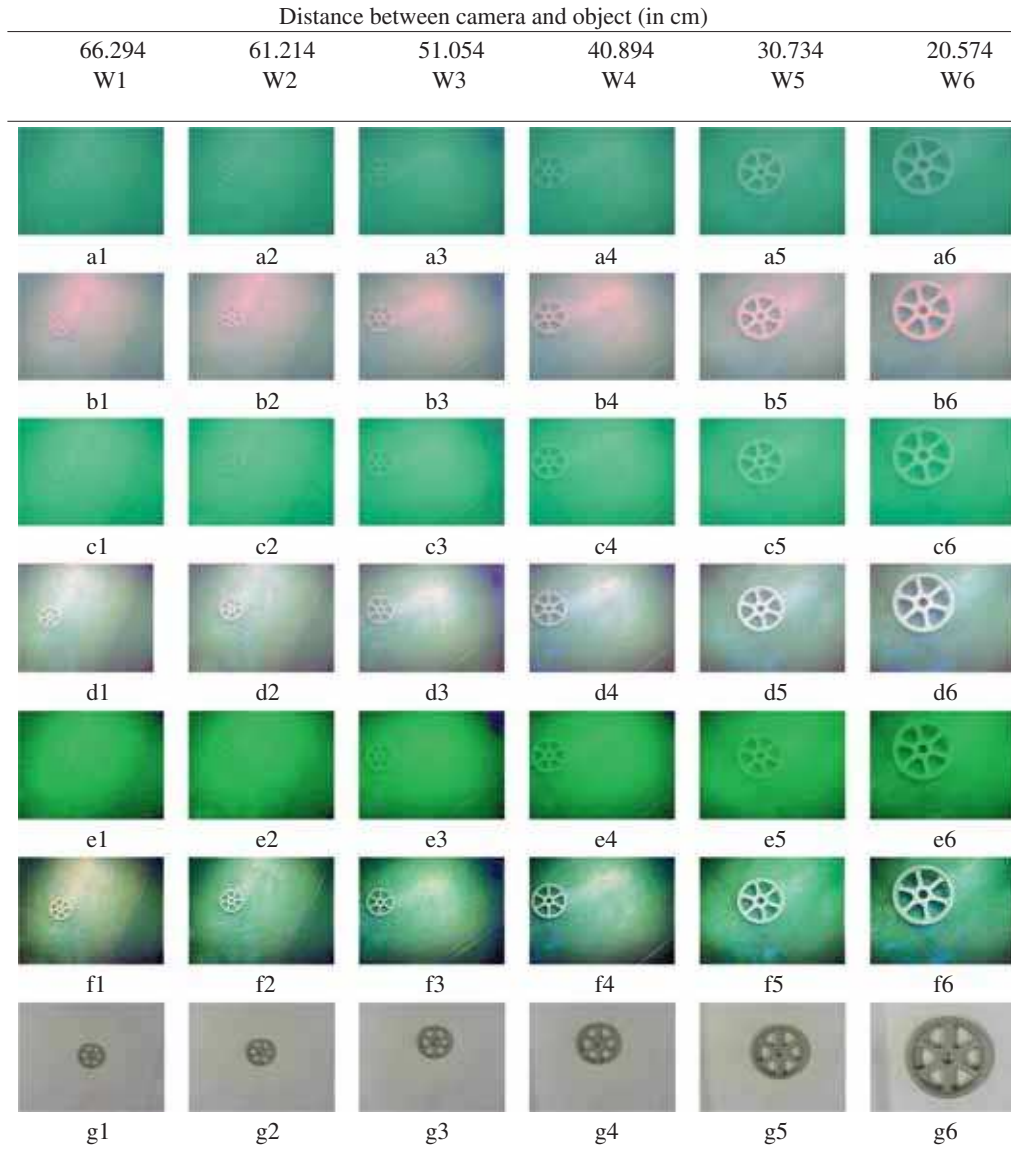 Distance between camera and object (in cm)
66.294 61.214 51.054 40.894 30.734 20.574
W1 W2 W3 W4 W5 W6
a1 a2 a3 a4 a5 a6
b1 b2 b3 b4 b5 b6
c1 c2 c3 c4 c5 c6
d1 d2 d3 d4 d5 d6
e1 e2 e3 e4 e5 e6
f1 f2 f3 f4 f5 f6
g1 g2 g3 g4 g5 g6